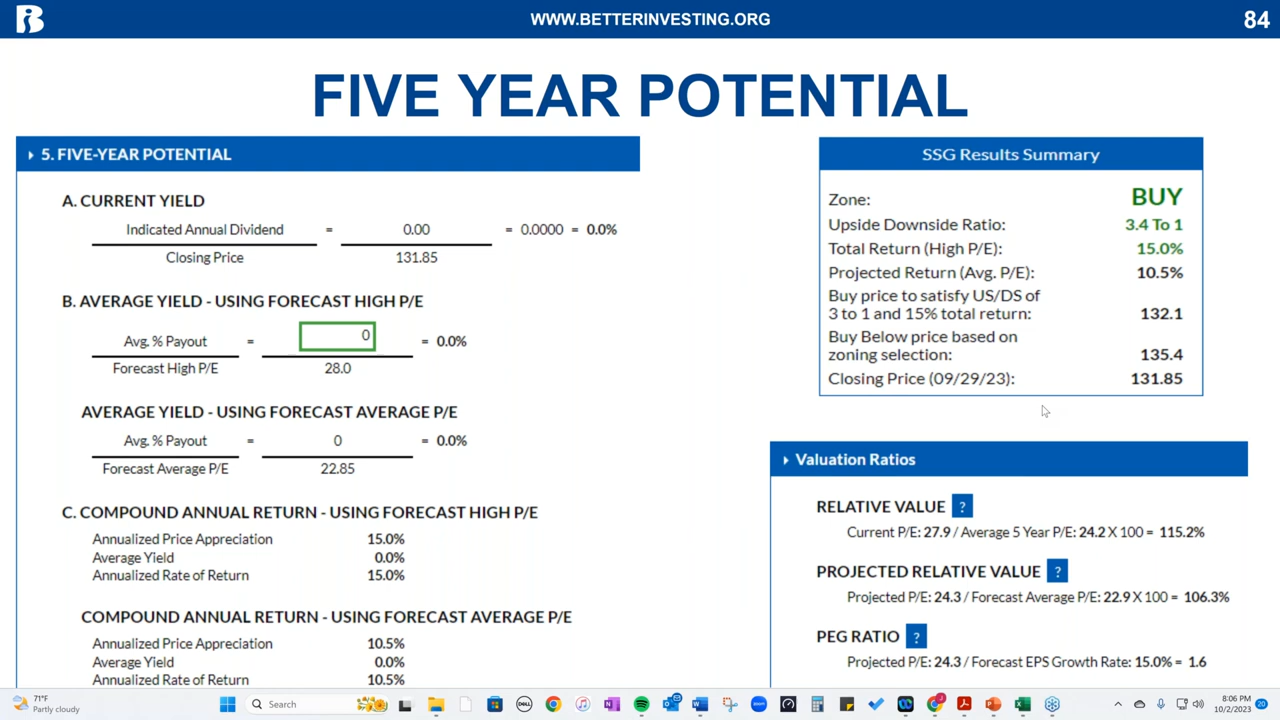 WWW.BETTERINVESTING.ORG
84
FIVE YEAR POTENTIAL
5. FIVE-YEAR POTENTIAL
A. CURRENT YIELD
Indicated Annual Dividend = 0.00 = 0.0000 = 0.0%
Closing Price 131.85
B. AVERAGE YIELD - USING FORECAST HIGH P/E
Avg. % Payout = 0 = 0.0%
Forecast High P/E 28.0
AVERAGE YIELD - USING FORECAST AVERAGE P/E
Avg. % Payout = 0 = 0.0%
Forecast Average P/E 22.85
C. COMPOUND ANNUAL RETURN - USING FORECAST HIGH P/E
Annualized Price Appreciation 15.0%
Average Yield 0.0%
Annualized Rate of Return 15.0%
COMPOUND ANNUAL RETURN - USING FORECAST AVERAGE P/E
Annualized Price Appreciation 10.5%
Average Yield 0.0%
Annualized Rate of Return 10.5%
SSG Results Summary
Zone: BUY
Upside Downside Ratio: 3.4 To 1
Total Return (High P/E): 15.0%
Projected Return (Avg. P/E): 10.5%
Buy price to satisfy US/DS of
3 to 1 and 15% total return: 132.1
Buy Below price based on
zoning selection: 135.4
Closing Price (09/29/23): 131.85
Valuation Ratios
RELATIVE VALUE ?
Current P/E: 27.9 / Average 5 Year P/E: 24.2 X 100 = 115.2%
PROJECTED RELATIVE VALUE ?
Projected P/E: 24.3 / Forecast Average P/E: 22.9 X 100 = 106.3%
PEG RATIO ?
Projected P/E: 24.3 / Forecast EPS Growth Rate: 15.0% = 1.6
71°F
Partly cloudy
Search
DELL
8:06 PM
10/2/2023
20